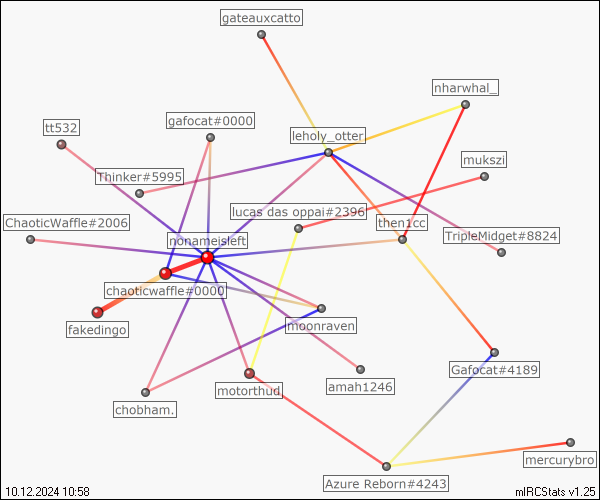 gateauxcatto
nharwhal_
gafocat#0000
tt532
leholy_otter
mukszi
Thinker#5995
lucas das oppai#2396
ChaoticWaffle#2006
then1cc
TripleMidget#8824
nonameisleft
chaoticwaffle#0000
fakedingo
moonraven
Gafocat#4189
motorthud
amah1246
chobham.
mercurybro
Azure Reborn#4243
10.12.2024 10:58
mIRCStats v1.25